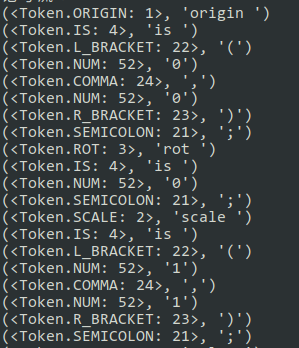 (<Token.ORIGIN: 1>, 'origin ')
(<Token.IS: 4>, 'is ')
(<Token.L_BRACKET: 22>, '(')
(<Token.NUM: 52>, '0')
(<Token.COMMA: 24>, ',')
(<Token.NUM: 52>, '0')
(<Token.R_BRACKET: 23>, ')')
(<Token.SEMICOLON: 21>, ';')
(<Token.ROT: 3>, 'rot ')
(<Token.IS: 4>, 'is ')
(<Token.NUM: 52>, '0')
(<Token.SEMICOLON: 21>, ';')
(<Token.SCALE: 2>, 'scale ')
(<Token.IS: 4>, 'is ')
(<Token.L_BRACKET: 22>, '(')
(<Token.NUM: 52>, '1')
(<Token.COMMA: 24>, ',')
(<Token.NUM: 52>, '1')
(<Token.R_BRACKET: 23>, ')')
(<Token.SEMICOLON: 21>, ';')